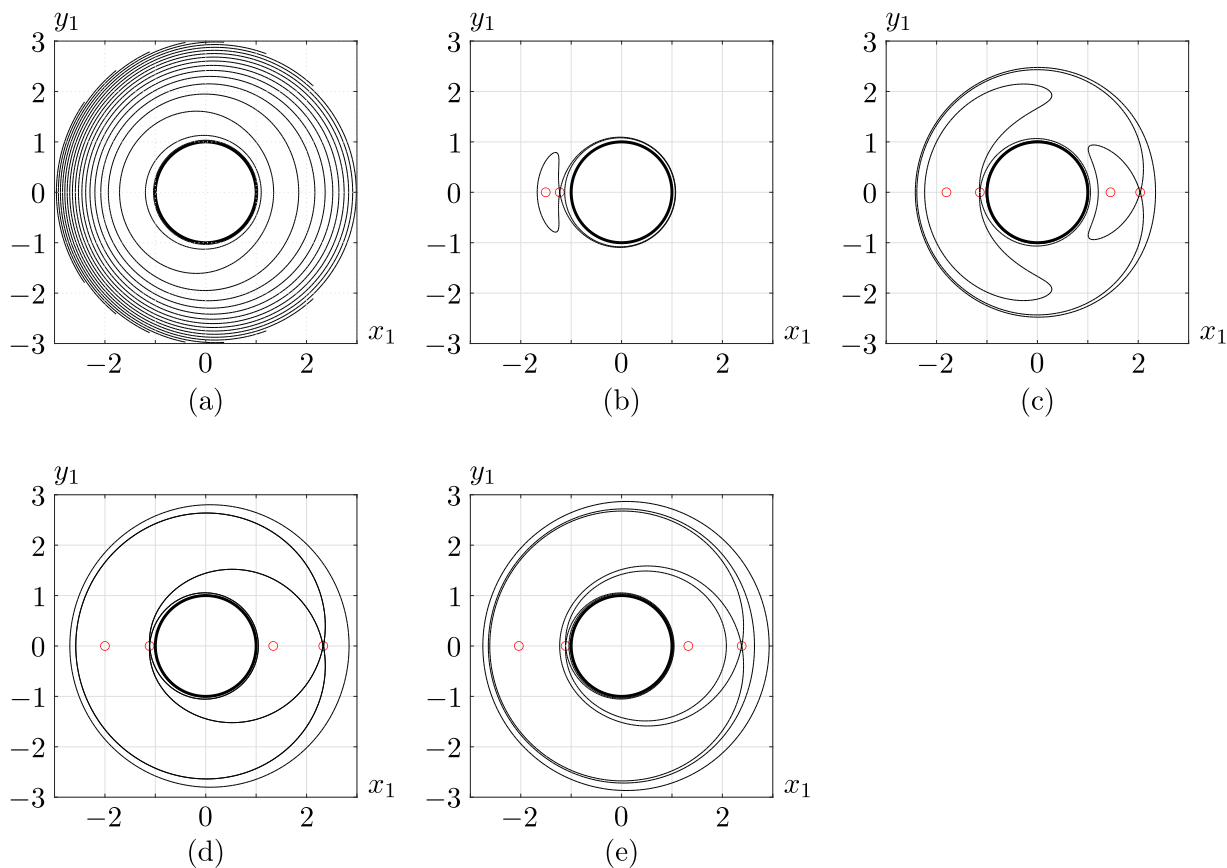 y₁ y₁ y₁
3 3 3
2 2 2
1 1 1
0 0 0
−1 −1 −1
−2 −2 −2
−3 −3 −3
x₁ x₁ x₁
−2 0 2 −2 0 2 −2 0 2
(a) (b) (c)
y₁ y₁
3 3
2 2
1 1
0 0
−1 −1
−2 −2
−3 −3
x₁ x₁
−2 0 2 −2 0 2
(d) (e)